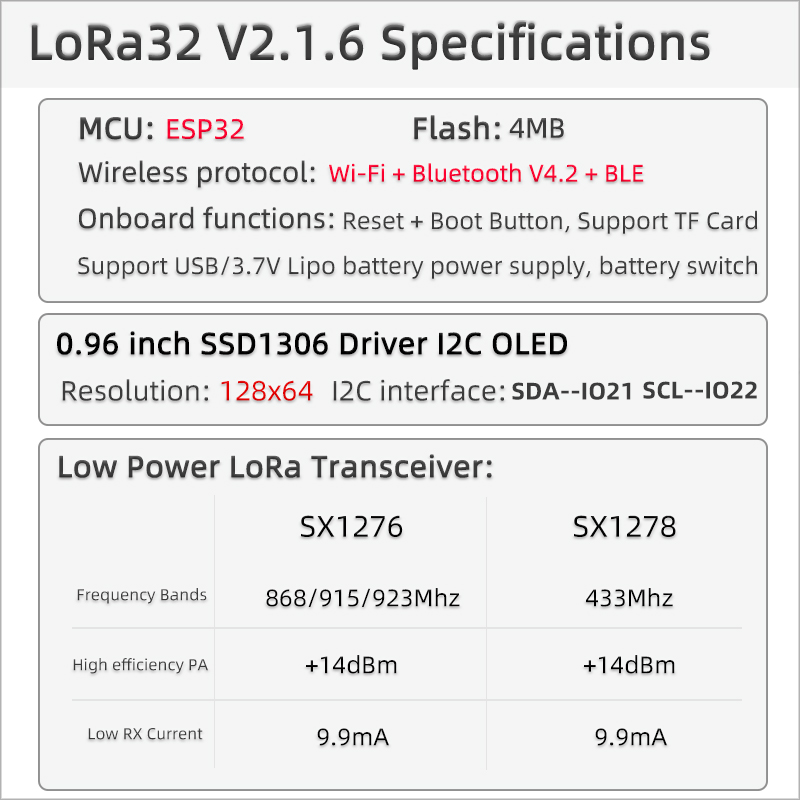 LoRa32 V2.1.6 Specifications
MCU: ESP32 Flash: 4MB
Wireless protocol: Wi-Fi + Bluetooth V4.2 + BLE
Onboard functions: Reset + Boot Button, Support TF Card
Support USB/3.7V Lipo battery power supply, battery switch
0.96 inch SSD1306 Driver I2C OLED
Resolution: 128x64 I2C interface: SDA--IO21 SCL--IO22
Low Power LoRa Transceiver:
SX1276 SX1278
Frequency Bands 868/915/923Mhz 433Mhz
High efficiency PA +14dBm +14dBm
Low RX Current 9.9mA 9.9mA